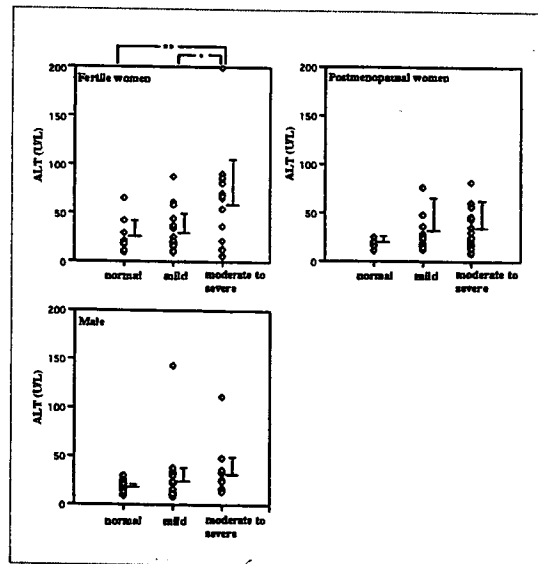 **
*
Fertile women
ALT (U/L)
200
150
100
50
0
normal
mild
moderate to
severe
Postmenopausal women
ALT (U/L)
200
150
100
50
0
normal
mild
moderate to
severe
Male
ALT (U/L)
200
150
100
50
0
normal
mild
moderate to
severe